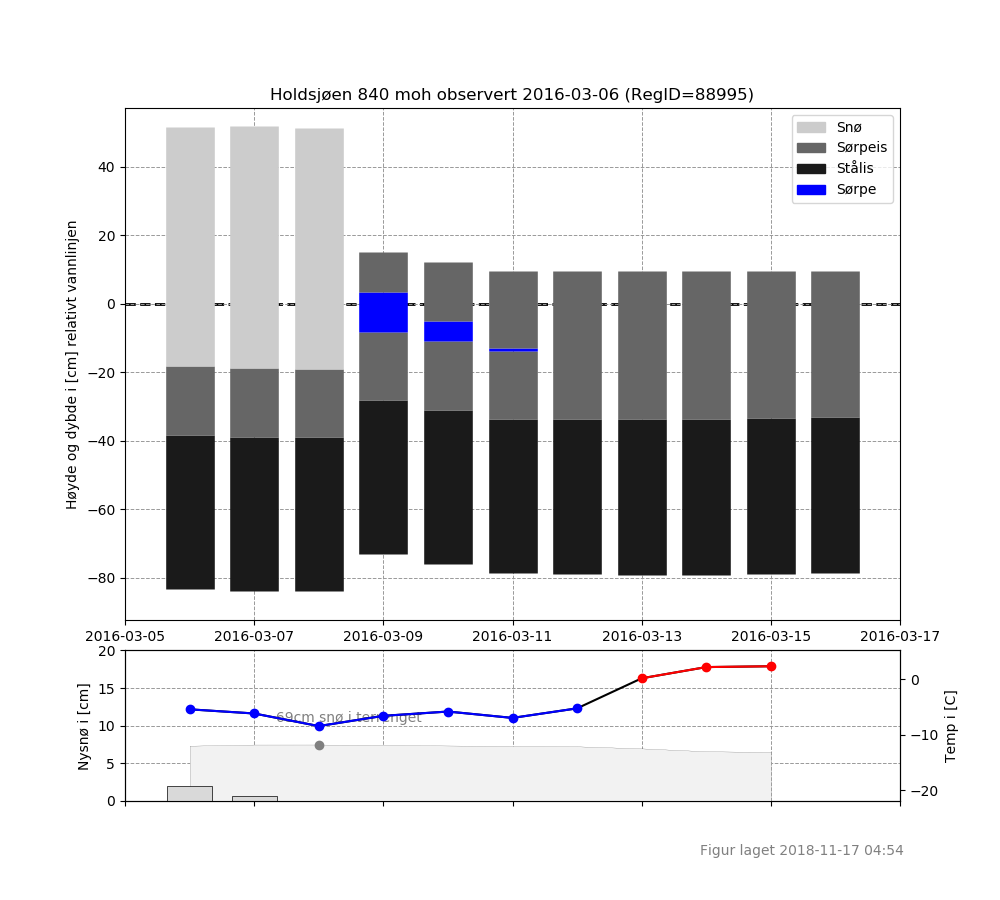 Holdsjøen 840 moh observert 2016-03-06 (RegID=88995)
Snø
Sørpeis
Stålis
Sørpe
Høyde og dybde i [cm] relativt vannlinjen
40
20
0
−20
−40
−60
−80
2016-03-05 2016-03-07 2016-03-09 2016-03-11 2016-03-13 2016-03-15 2016-03-17
Nysnø i [cm]
20
15
10
5
0
69cm snø i terrenget
0
−10
−20
Temp i [C]
Figur laget 2018-11-17 04:54